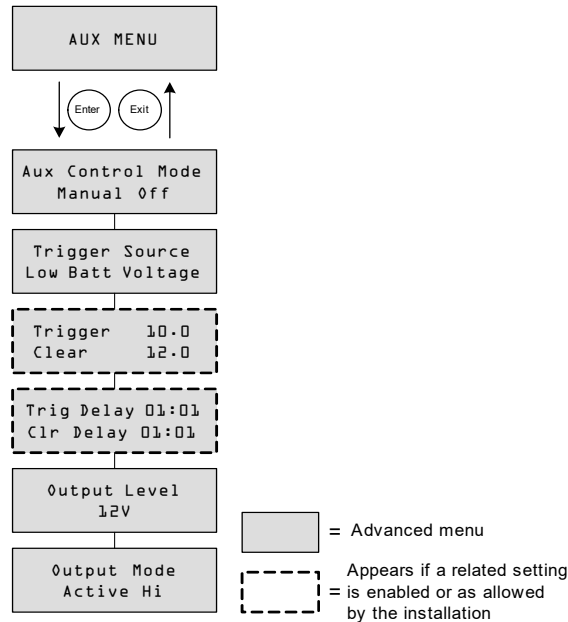 AUX MENU
Enter
Exit
Aux Control Mode
Manual Off
Trigger Source
Low Batt Voltage
Trigger 10.0
Clear 12.0
Trig Delay 01:01
Clr Delay 01:01
Output Level
12V
Output Mode
Active Hi
= Advanced menu
Appears if a related setting
= is enabled or as allowed
by the installation